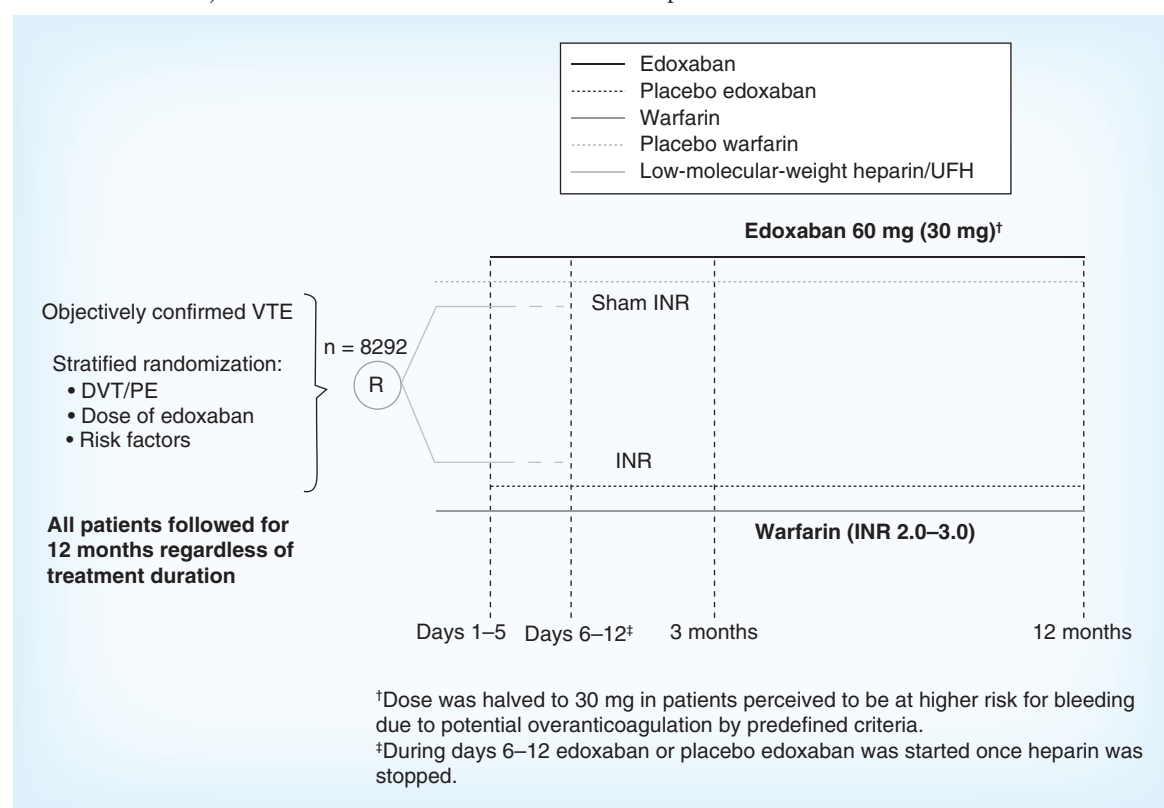 Edoxaban
Placebo edoxaban
Warfarin
Placebo warfarin
Low-molecular-weight heparin/UFH
Edoxaban 60 mg (30 mg)†
Objectively confirmed VTE
Stratified randomization:
• DVT/PE
• Dose of edoxaban
• Risk factors
All patients followed for
12 months regardless of
treatment duration
n = 8292
R
Sham INR
INR
Warfarin (INR 2.0–3.0)
Days 1–5 Days 6–12‡ 3 months 12 months
†Dose was halved to 30 mg in patients perceived to be at higher risk for bleeding
due to potential overanticoagulation by predefined criteria.
‡During days 6–12 edoxaban or placebo edoxaban was started once heparin was
stopped.